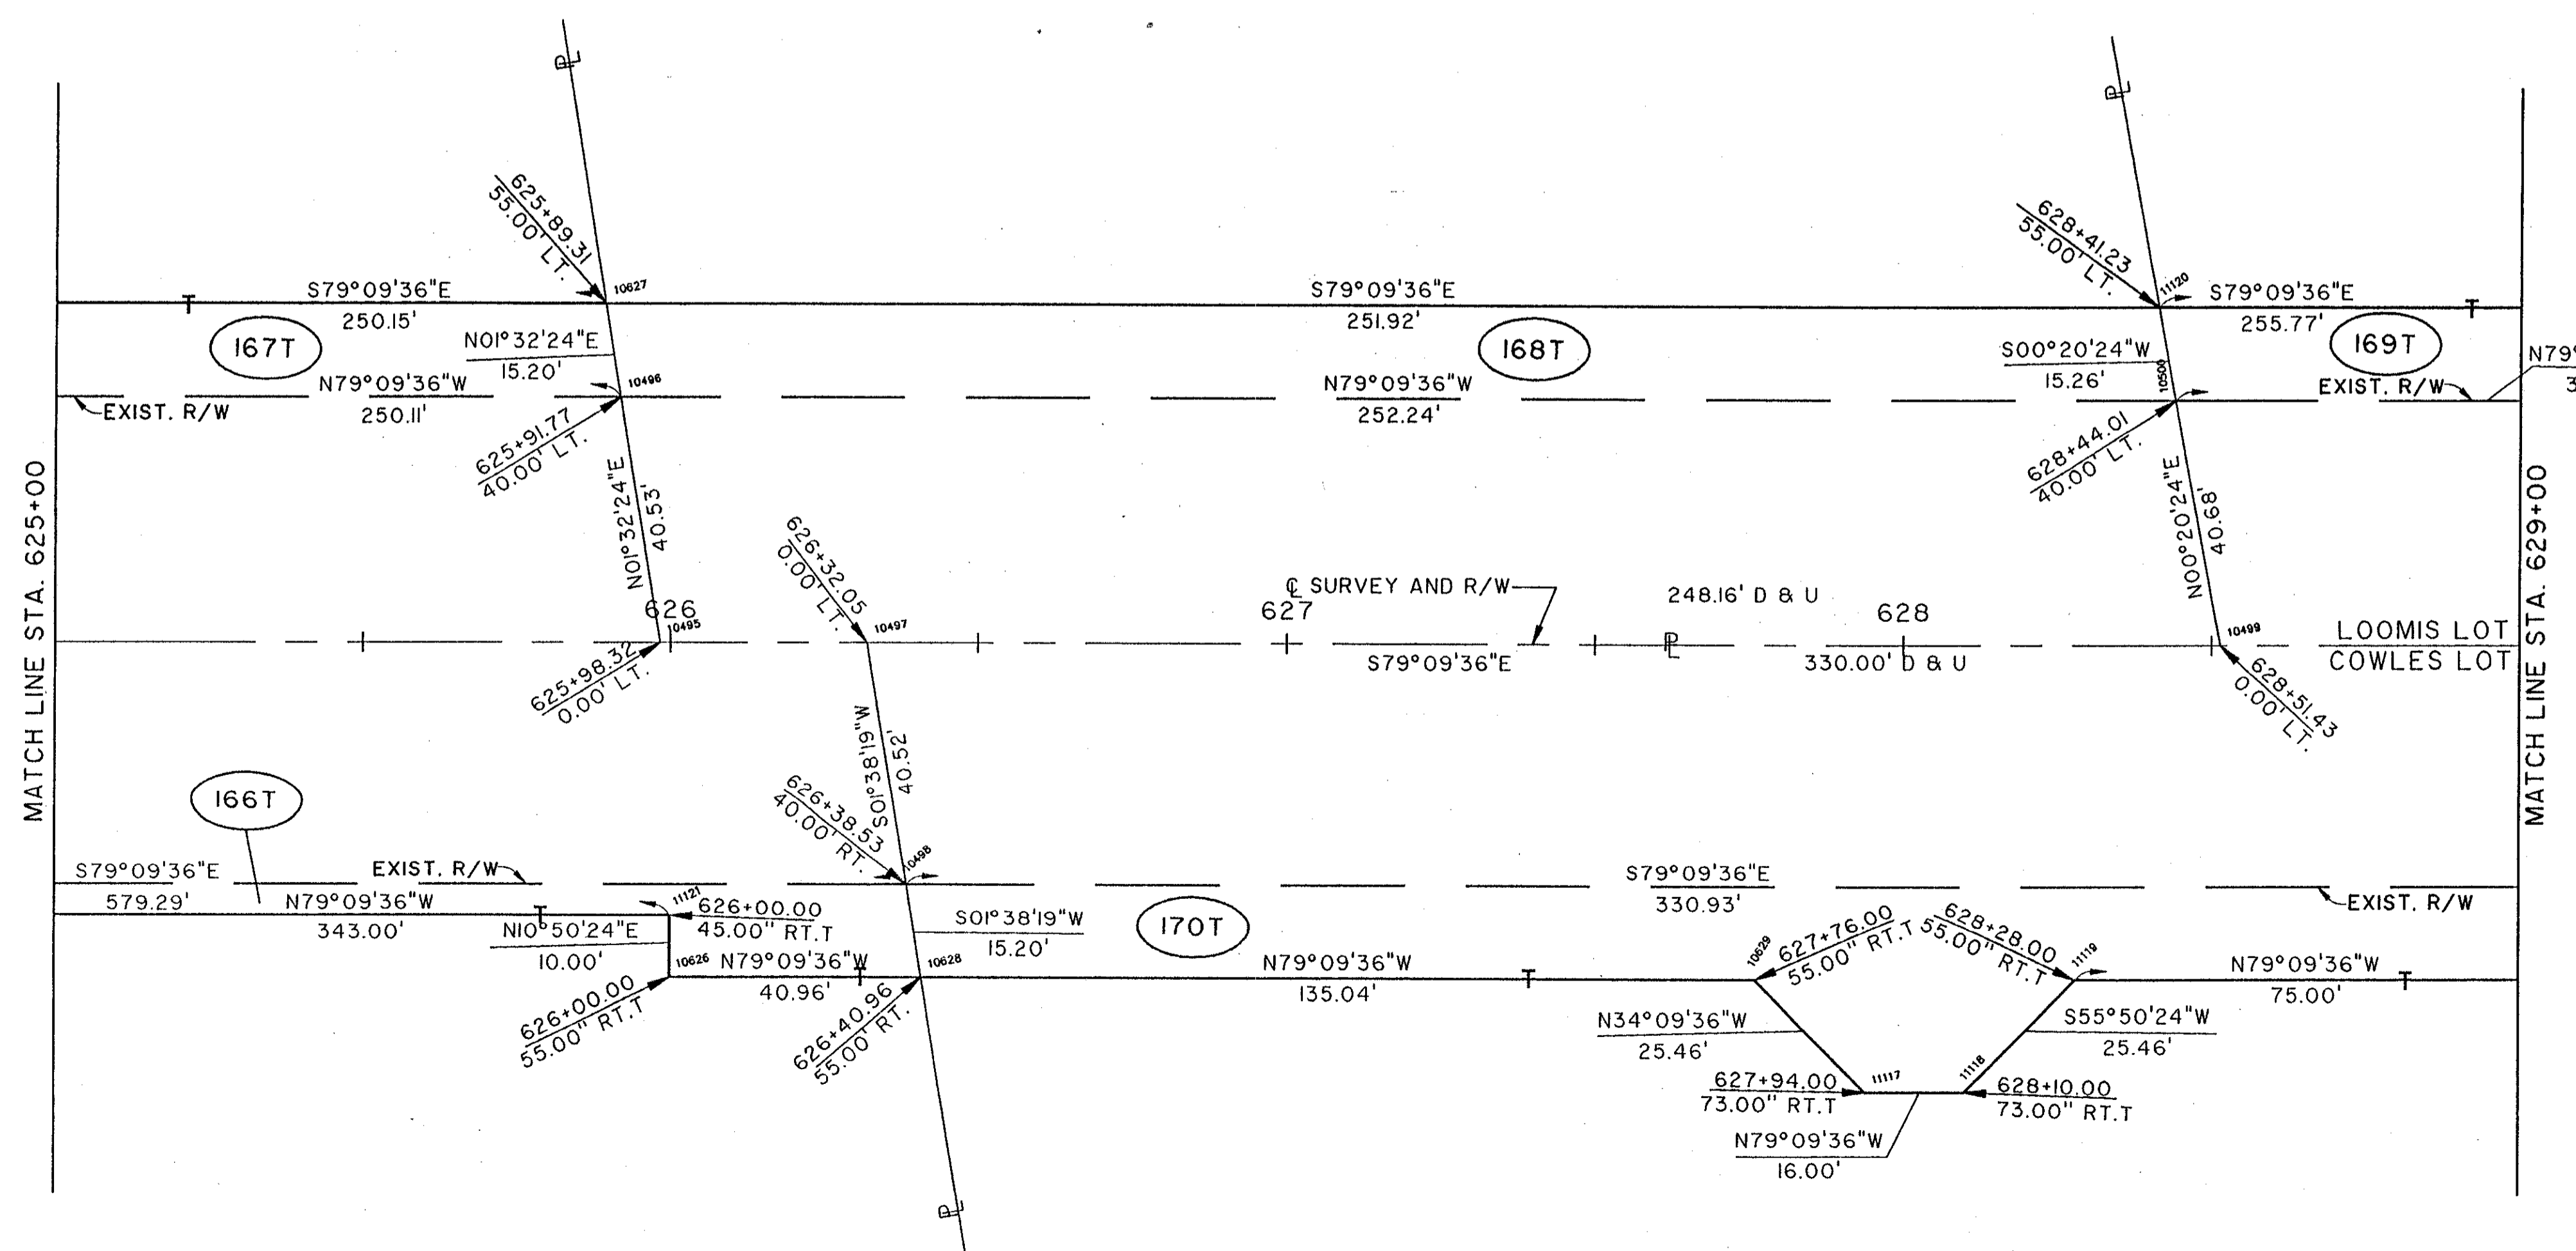 MATCH LINE STA. 625+00
PL
PL
625+89.31
55.00' LT.
10627
628+41.23
55.00' LT.
11120
S79°09'36"E
250.15'
S79°09'36"E
251.92'
S79°09'36"E
255.77'
T
T
167T
168T
169T
N01°32'24"E
15.20'
S00°20'24"W
15.26'
10500
N79°
3
N79°09'36"W
250.11'
10496
N79°09'36"W
252.24'
EXIST. R/W
EXIST. R/W
625+91.77
40.00' LT.
628+44.01
40.00' LT.
N01°32'24"E
40.53'
N00°20'24"E
40.68'
626+32.05
0.00' LT.
626
10495
10497
627
CL SURVEY AND R/W
248.16' D & U
628
10499
LOOMIS LOT
COWLES LOT
S79°09'36"E
PL
330.00' D & U
625+98.32
0.00' LT.
628+51.43
0.00' LT.
MATCH LINE STA. 629+00
S01°38'19"W
40.52'
166T
626+38.53
40.00' RT.
10498
S79°09'36"E
579.29'
EXIST. R/W
S79°09'36"E
330.93'
EXIST. R/W
N79°09'36"W
343.00'
T
11121
626+00.00
45.00" RT.T
N10°50'24"E
10.00'
S01°38'19"W
15.20'
170T
10626
N79°09'36"W
40.96'
T
10628
N79°09'36"W
135.04'
T
10629
627+76.00
55.00" RT.T
628+28.00
55.00" RT.T
11119
N79°09'36"W
75.00'
T
626+00.00
55.00" RT.T
626+40.96
55.00' RT.
N34°09'36"W
25.46'
S55°50'24"W
25.46'
627+94.00
73.00" RT.T
11117
11118
628+10.00
73.00" RT.T
N79°09'36"W
16.00'
PL